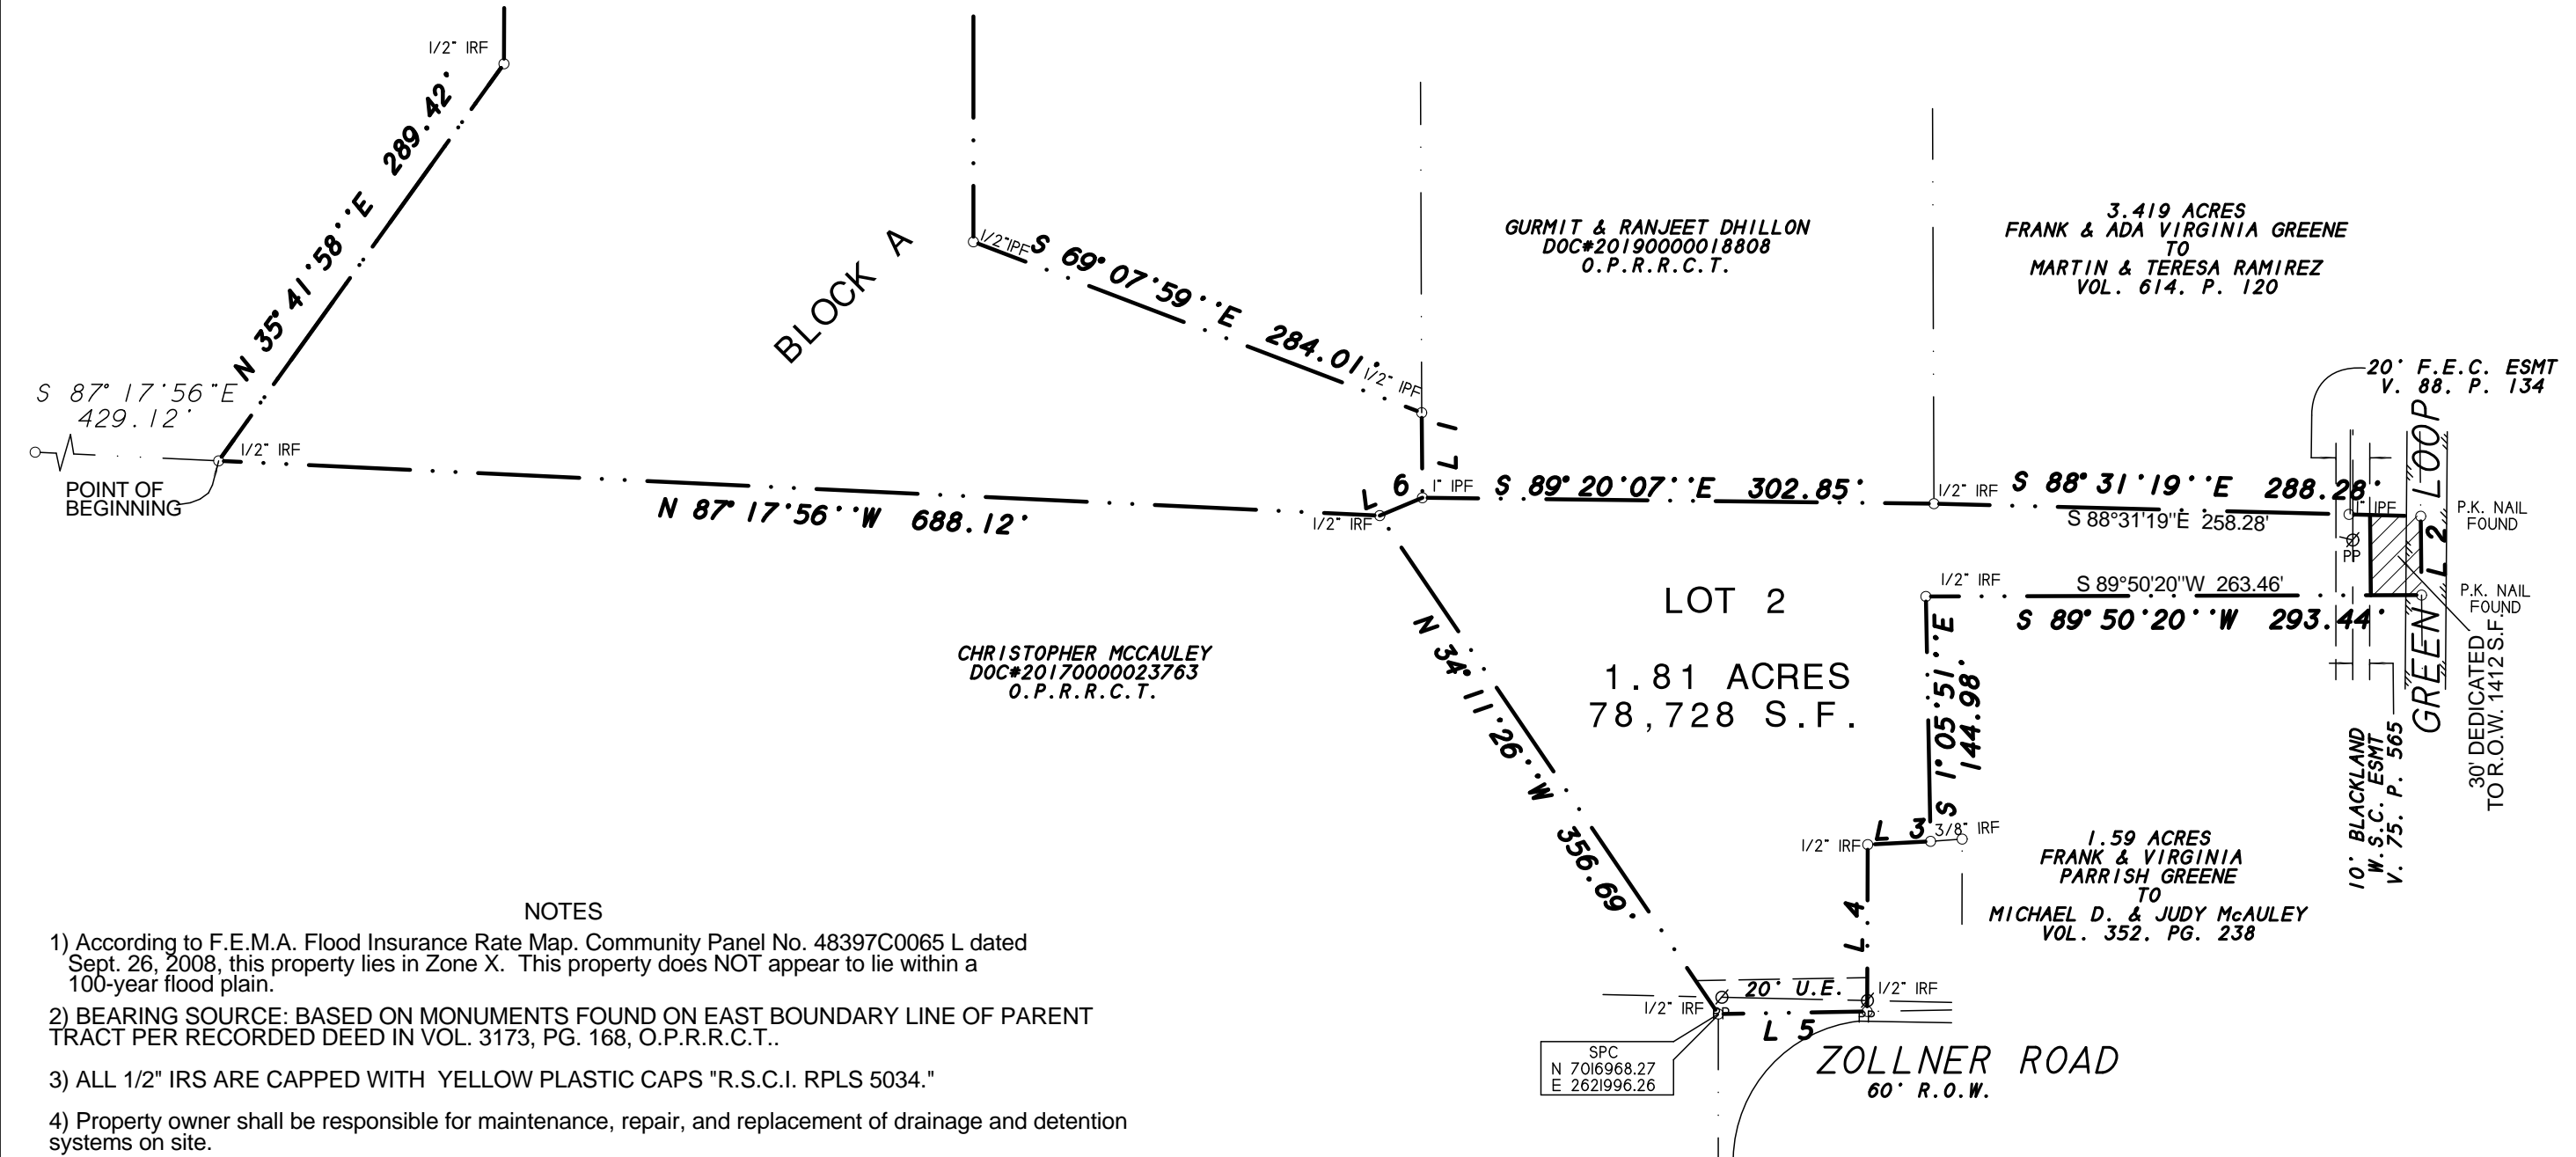 1/2" IRF
N 35°41'58''E 289.42'
S 87°17'56"E
429.12'
1/2" IRF
POINT OF
BEGINNING
BLOCK A
1/2"IPF
S 69°07'59''E 284.01'
1/2" IPF
L 1
GURMIT & RANJEET DHILLON
DOC#20190000018808
O.P.R.R.C.T.
3.419 ACRES
FRANK & ADA VIRGINIA GREENE
TO
MARTIN & TERESA RAMIREZ
VOL. 614, P. 120
20' F.E.C. ESMT
V. 88, P. 134
N 87°17'56''W 688.12'
L 6
1" IPF
1/2" IRF
S 89°20'07''E 302.85'
1/2" IRF
S 88°31'19''E 288.28'
S 88°31'19"E 258.28'
1" IPF
P.K. NAIL
FOUND
PP
L 2
GREEN LOOP
1/2" IRF
S 89°50'20"W 263.46'
S 89°50'20''W 293.44'
P.K. NAIL
FOUND
30' DEDICATED
TO R.O.W. 1412 S.F.
10' BLACKLAND
W.S.C. ESMT
V. 75, P. 565
LOT 2
1.81 ACRES
78,728 S.F.
CHRISTOPHER MCCAULEY
DOC#20170000023763
O.P.R.R.C.T.
N 34°11'26''W 356.69'
S 1°05'51''E
144.98'
L 3
3/8" IRF
1/2" IRF
L 4
1.59 ACRES
FRANK & VIRGINIA
PARRISH GREENE
TO
MICHAEL D. & JUDY McAULEY
VOL. 352, PG. 238
20' U.E.
1/2" IRF
1/2" IRF
PP
PP
L 5
SPC
N 7016968.27
E 2621996.26
ZOLLNER ROAD
60' R.O.W.
NOTES
1) According to F.E.M.A. Flood Insurance Rate Map. Community Panel No. 48397C0065 L dated
Sept. 26, 2008, this property lies in Zone X. This property does NOT appear to lie within a
100-year flood plain.
2) BEARING SOURCE: BASED ON MONUMENTS FOUND ON EAST BOUNDARY LINE OF PARENT
TRACT PER RECORDED DEED IN VOL. 3173, PG. 168, O.P.R.R.C.T..
3) ALL 1/2" IRS ARE CAPPED WITH YELLOW PLASTIC CAPS "R.S.C.I. RPLS 5034."
4) Property owner shall be responsible for maintenance, repair, and replacement of drainage and detention
systems on site.